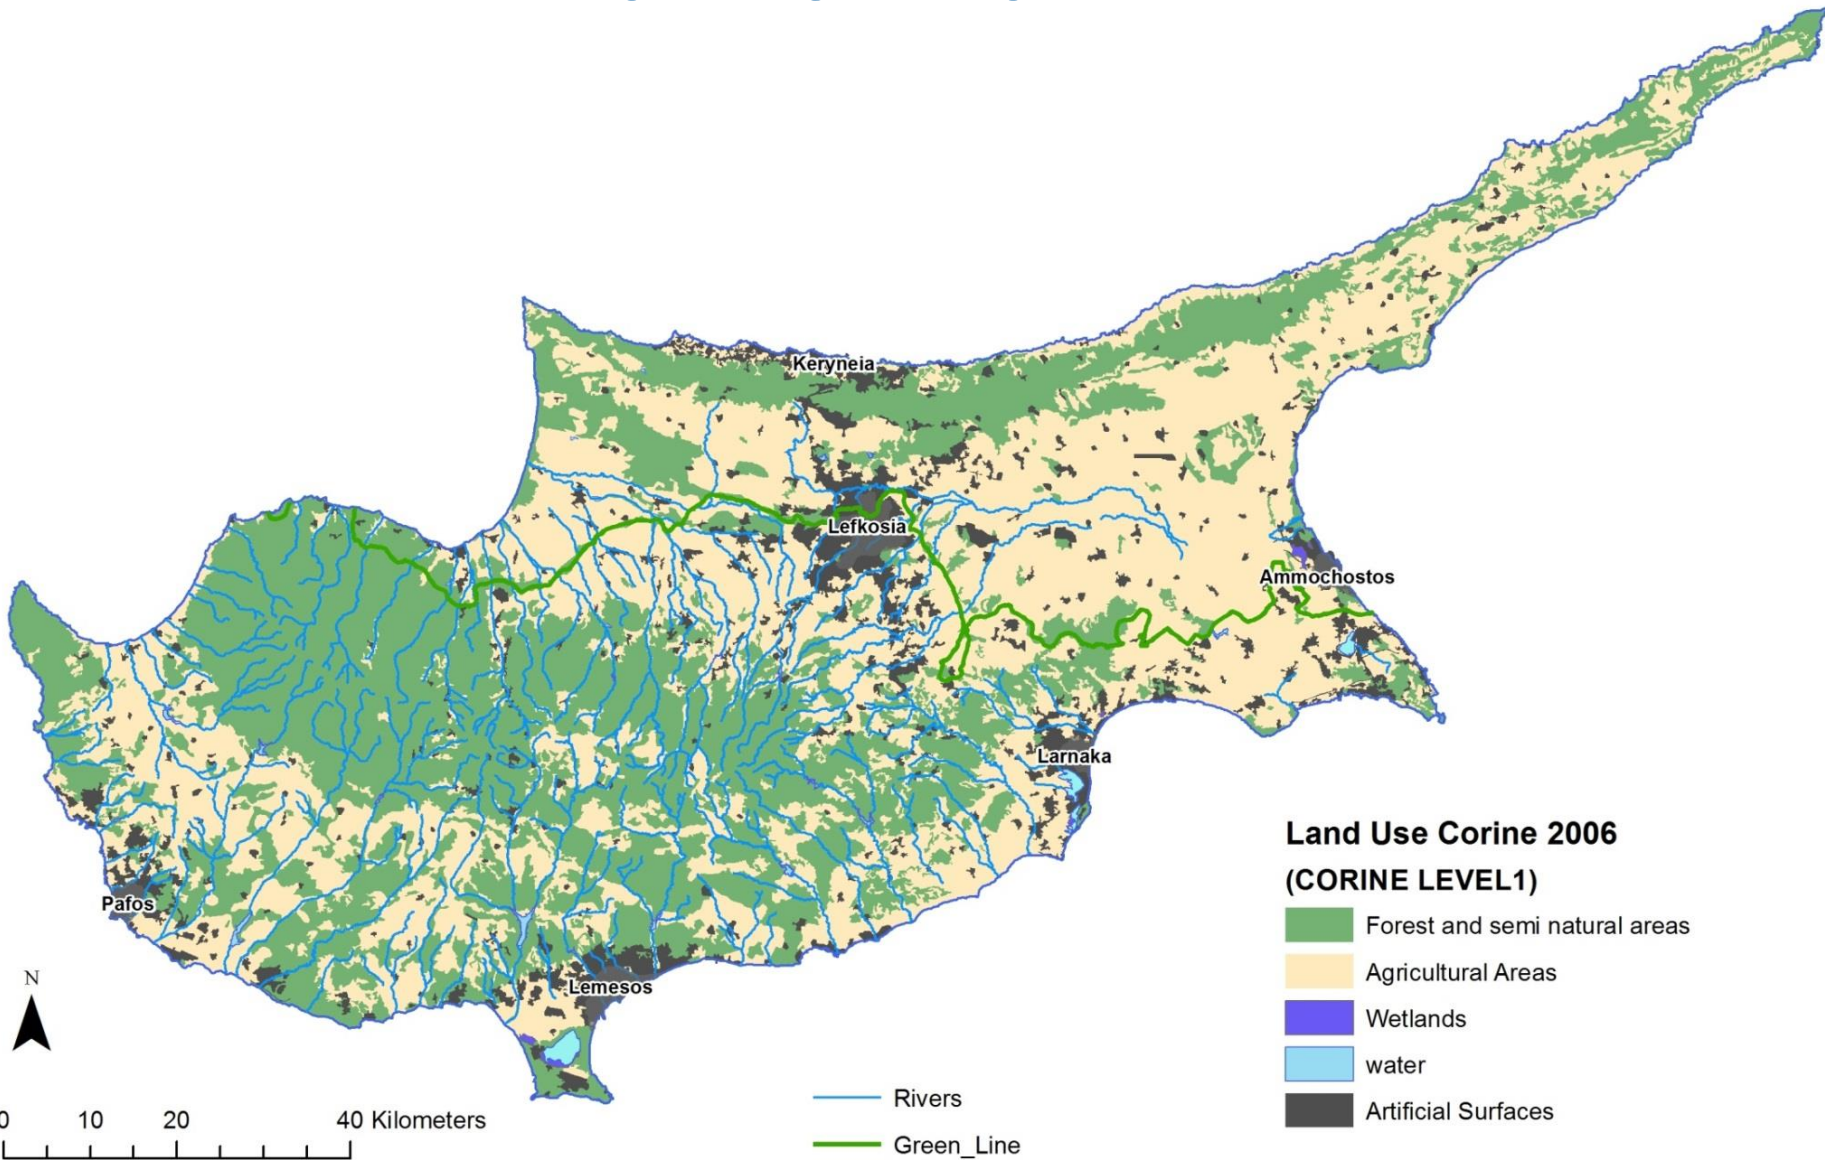 Keryneia
Lefkosia
Ammochostos
Larnaka
Pafos
Lemesos
N
0 10 20 40 Kilometers
Rivers
Green_Line
Land Use Corine 2006
(CORINE LEVEL1)
Forest and semi natural areas
Agricultural Areas
Wetlands
water
Artificial Surfaces